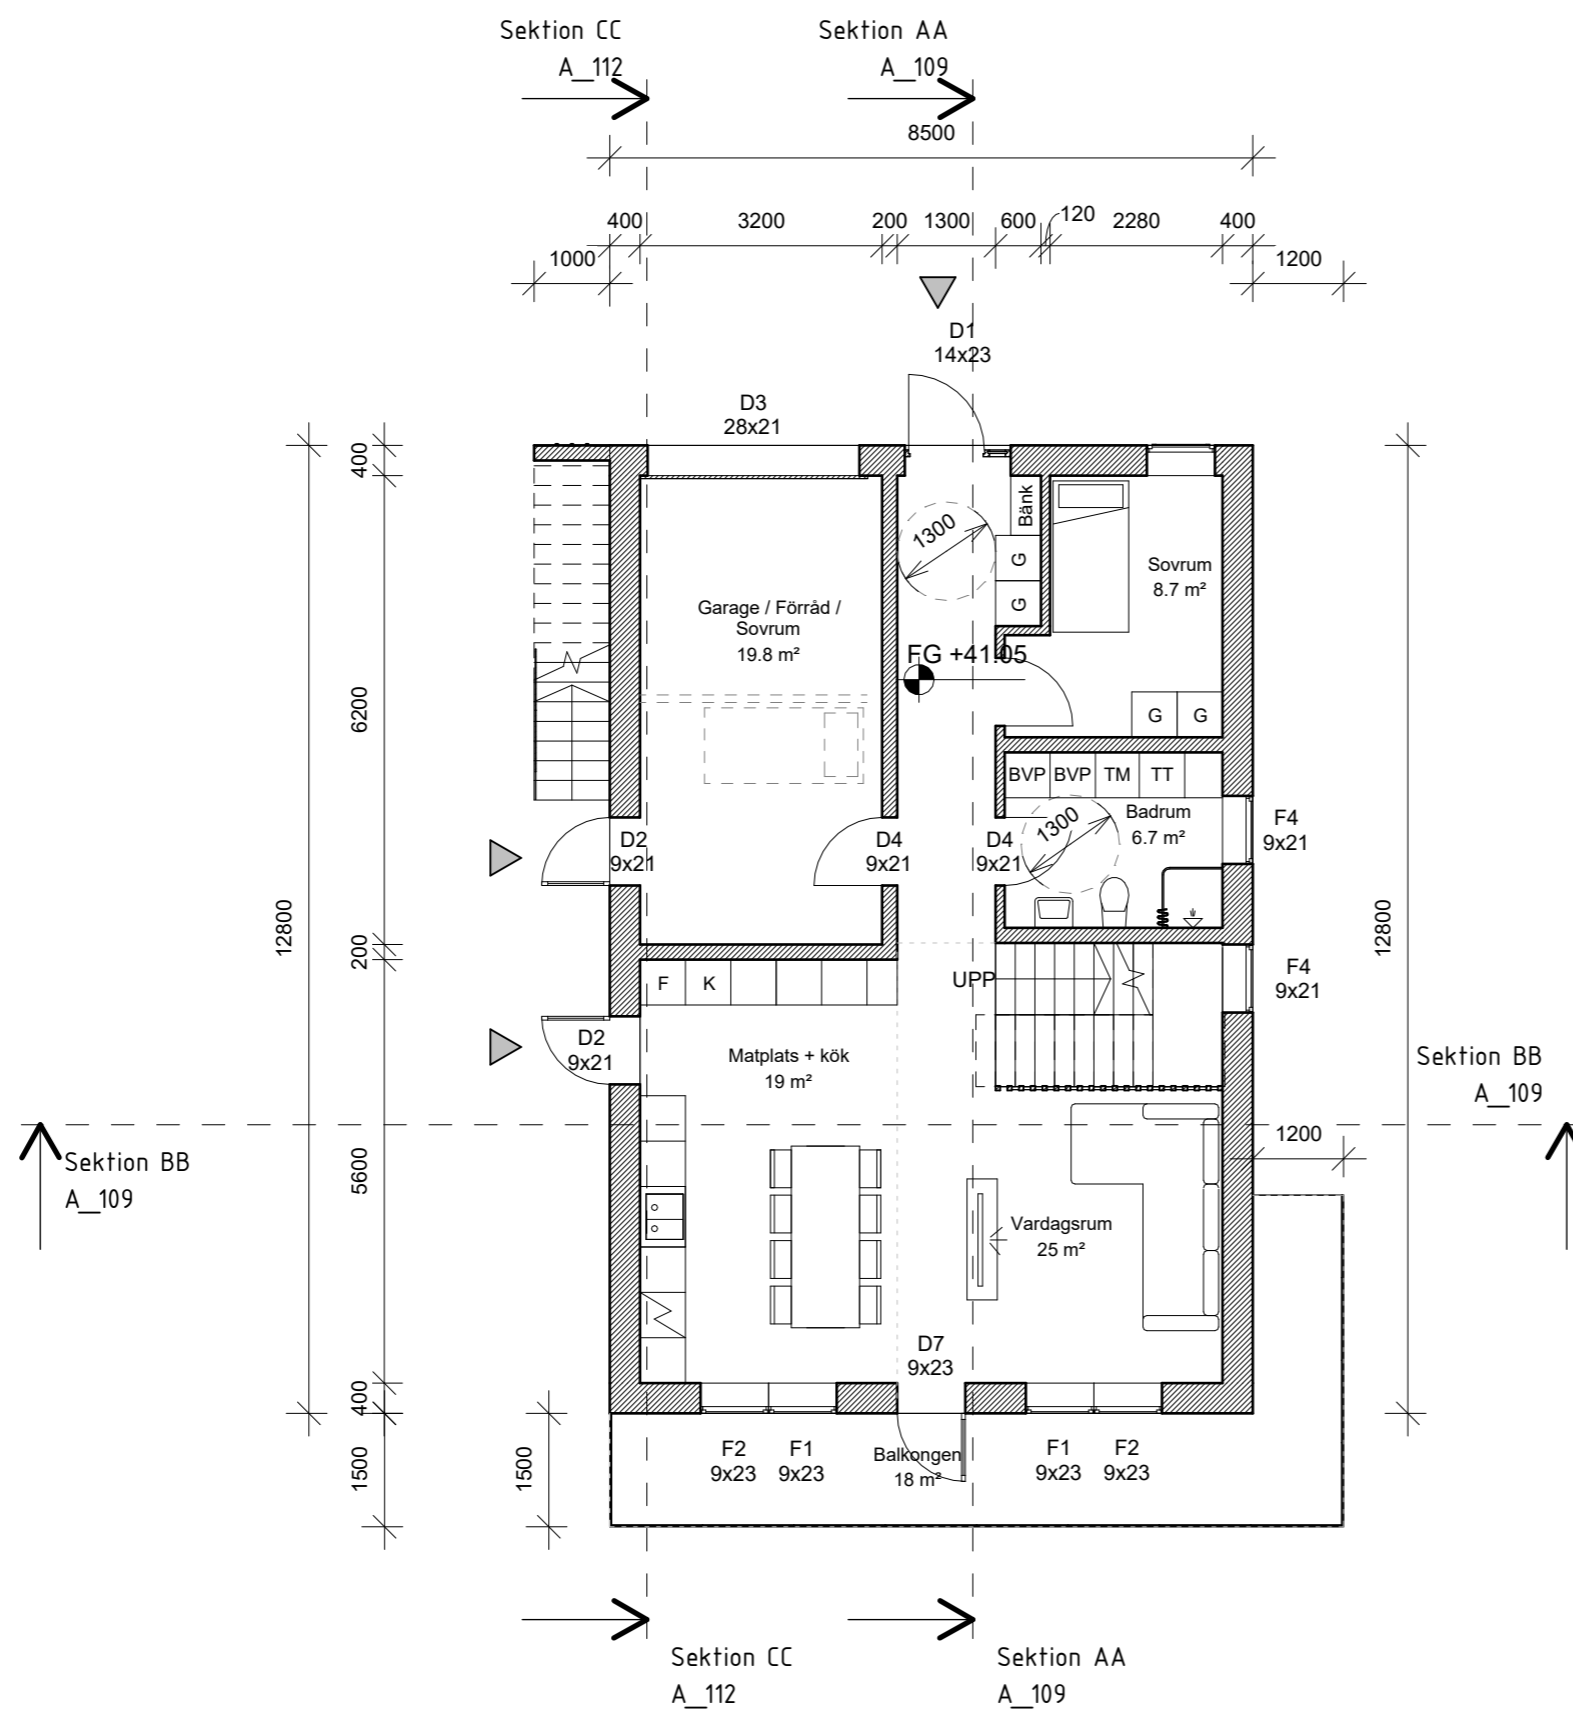 Sektion CC
A_112
Sektion AA
A_109
8500
400
3200
200
1300
600
120
2280
400
1000
1200
D1
14x23
D3
28x21
400
6200
200
5600
400
1500
12800
12800
1500
1300
Bänk
G
G
Sovrum
8.7 m²
Garage / Förråd /
Sovrum
19.8 m²
FG +41.05
G
G
BVP
BVP
TM
TT
Badrum
6.7 m²
1300
D2
9x21
D4
9x21
D4
9x21
F4
9x21
F
K
UPP
F4
9x21
D2
9x21
Matplats + kök
19 m²
Sektion BB
A_109
Sektion BB
A_109
1200
Vardagsrum
25 m²
D7
9x23
F2
9x23
F1
9x23
Balkongen
18 m²
F1
9x23
F2
9x23
Sektion CC
A_112
Sektion AA
A_109